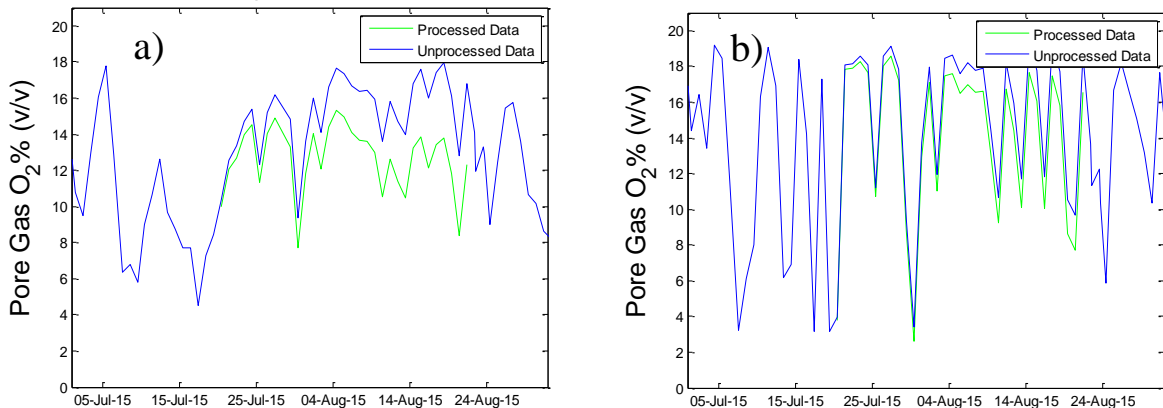 a)
Processed Data
Unprocessed Data
Pore Gas O2% (v/v)
20
18
16
14
12
10
8
6
4
2
0
05-Jul-15 15-Jul-15 25-Jul-15 04-Aug-15 14-Aug-15 24-Aug-15
b)
Processed Data
Unprocessed Data
Pore Gas O2% (v/v)
20
18
16
14
12
10
8
6
4
2
0
05-Jul-15 15-Jul-15 25-Jul-15 04-Aug-15 14-Aug-15 24-Aug-15